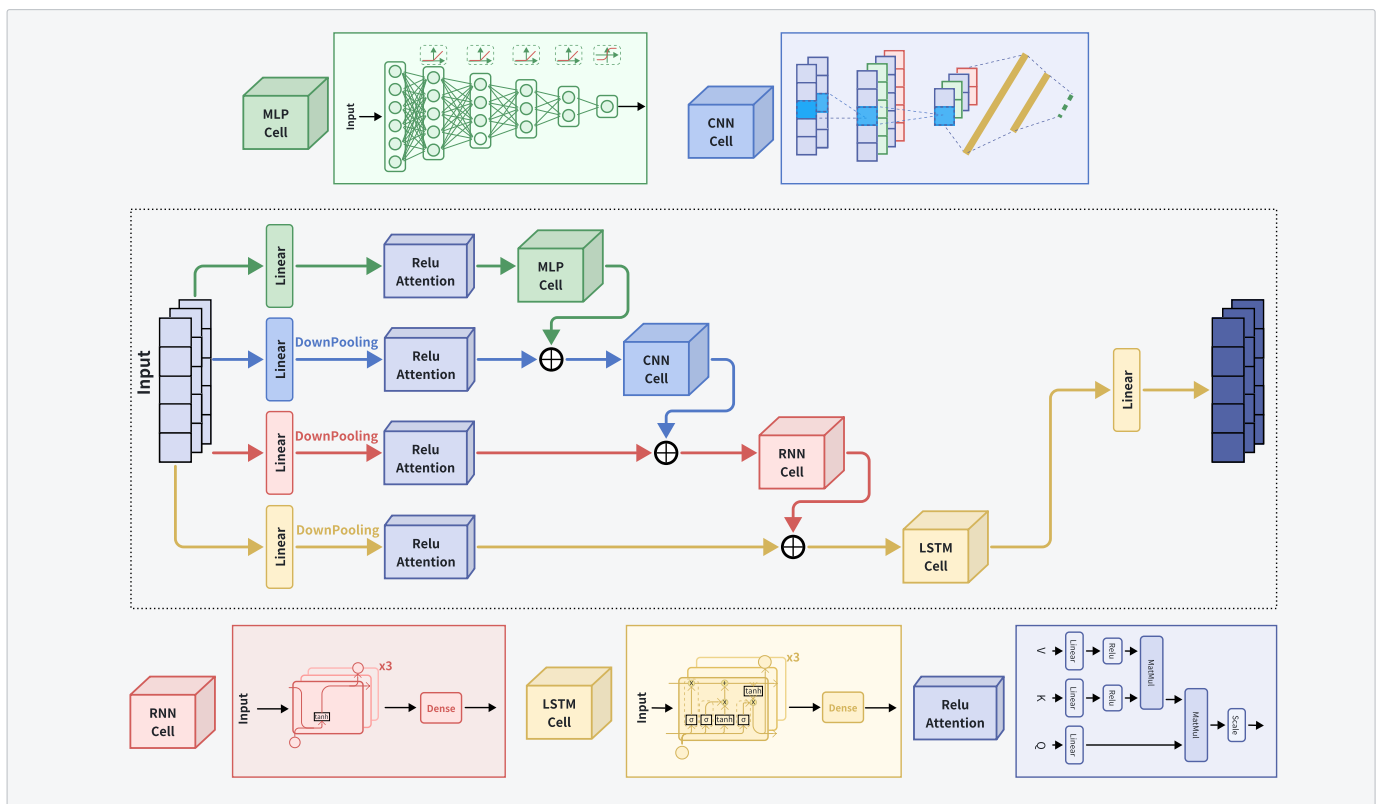 MLP
Cell
Input
CNN
Cell
Input
Linear
Relu
Attention
MLP
Cell
Linear
DownPooling
Relu
Attention
CNN
Cell
Linear
DownPooling
Relu
Attention
RNN
Cell
Linear
DownPooling
Relu
Attention
LSTM
Cell
Linear
RNN
Cell
Input
tanh
x3
Dense
LSTM
Cell
Input
x3
x
+
tanh
x
x
σ
σ
tanh
σ
Dense
Relu
Attention
V
Linear
Relu
MatMul
K
Linear
Relu
MatMul
Scale
Q
Linear